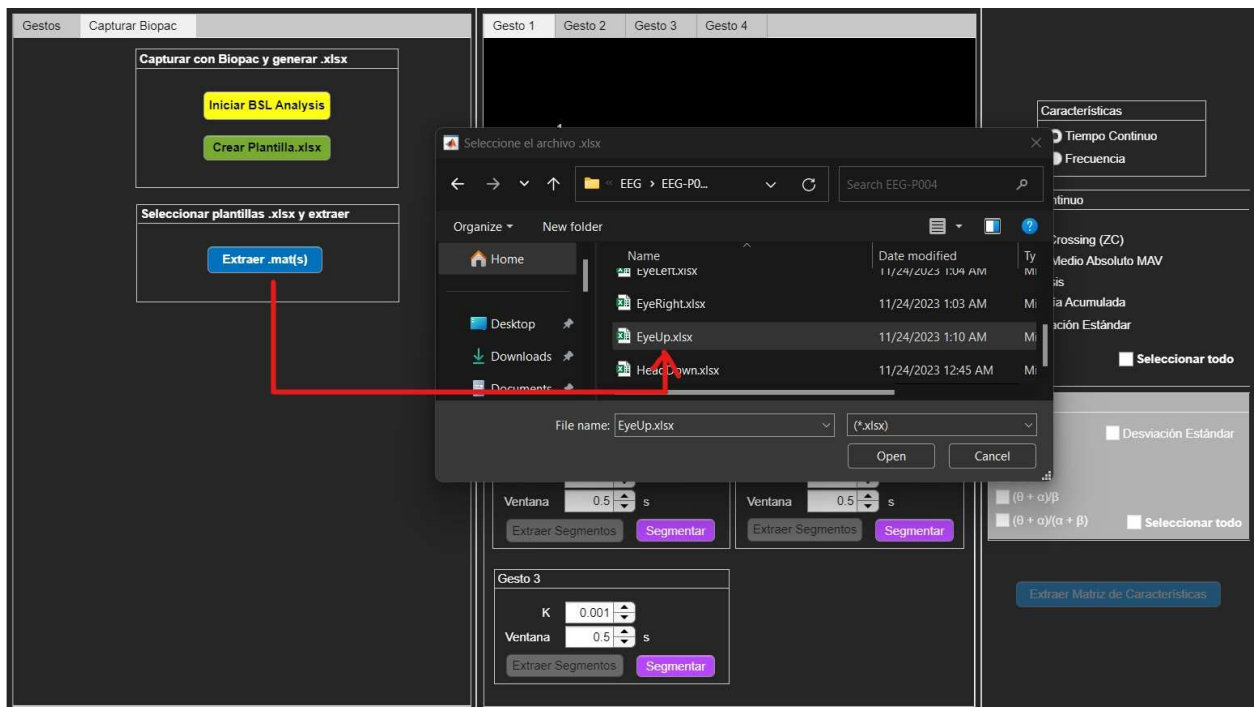 Gestos
Capturar Biopac
Capturar con Biopac y generar .xlsx
Iniciar BSL Analysis
Crear Plantilla.xlsx
Seleccionar plantillas .xlsx y extraer
Extraer .mat(s)
Gesto 1
Gesto 2
Gesto 3
Gesto 4
1
Seleccione el archivo .xlsx
« EEG > EEG-P0...
Search EEG-P004
Organize
New folder
Home
Desktop
Downloads
Documents
Name
Date modified
Ty
EyeLeft.xlsx
11/24/2023 1:04 AM
Mi
EyeRight.xlsx
11/24/2023 1:03 AM
Mi
EyeUp.xlsx
11/24/2023 1:10 AM
Mi
HeadDown.xlsx
11/24/2023 12:45 AM
Mi
File name: EyeUp.xlsx
(*.xlsx)
Open
Cancel
Ventana 0.5 s
Extraer Segmentos
Segmentar
Ventana 0.5 s
Extraer Segmentos
Segmentar
Gesto 3
K 0.001
Ventana 0.5 s
Extraer Segmentos
Segmentar
Características
Tiempo Continuo
Frecuencia
ntinuo
Crossing (ZC)
Medio Absoluto MAV
sis
ía Acumulada
ación Estándar
Seleccionar todo
Desviación Estándar
(θ + α)/β
(θ + α)/(α + β)
Seleccionar todo
Extraer Matriz de Características